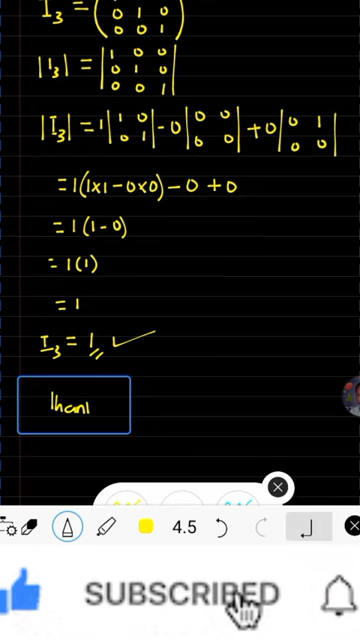 I₃ = ( 0 1 0
0 0 1 )
|I₃| = | 1 0 0
0 1 0
0 0 1 |
|I₃| = 1 | 1 0 | - 0 | 0 0 | + 0 | 0 1 |
| 0 1 | | 0 0 | | 0 0 |
= 1(1×1 - 0×0) - 0 + 0
= 1(1 - 0)
= 1(1)
= 1
I₃ = 1 ✓
4.5
SUBSCRIBED